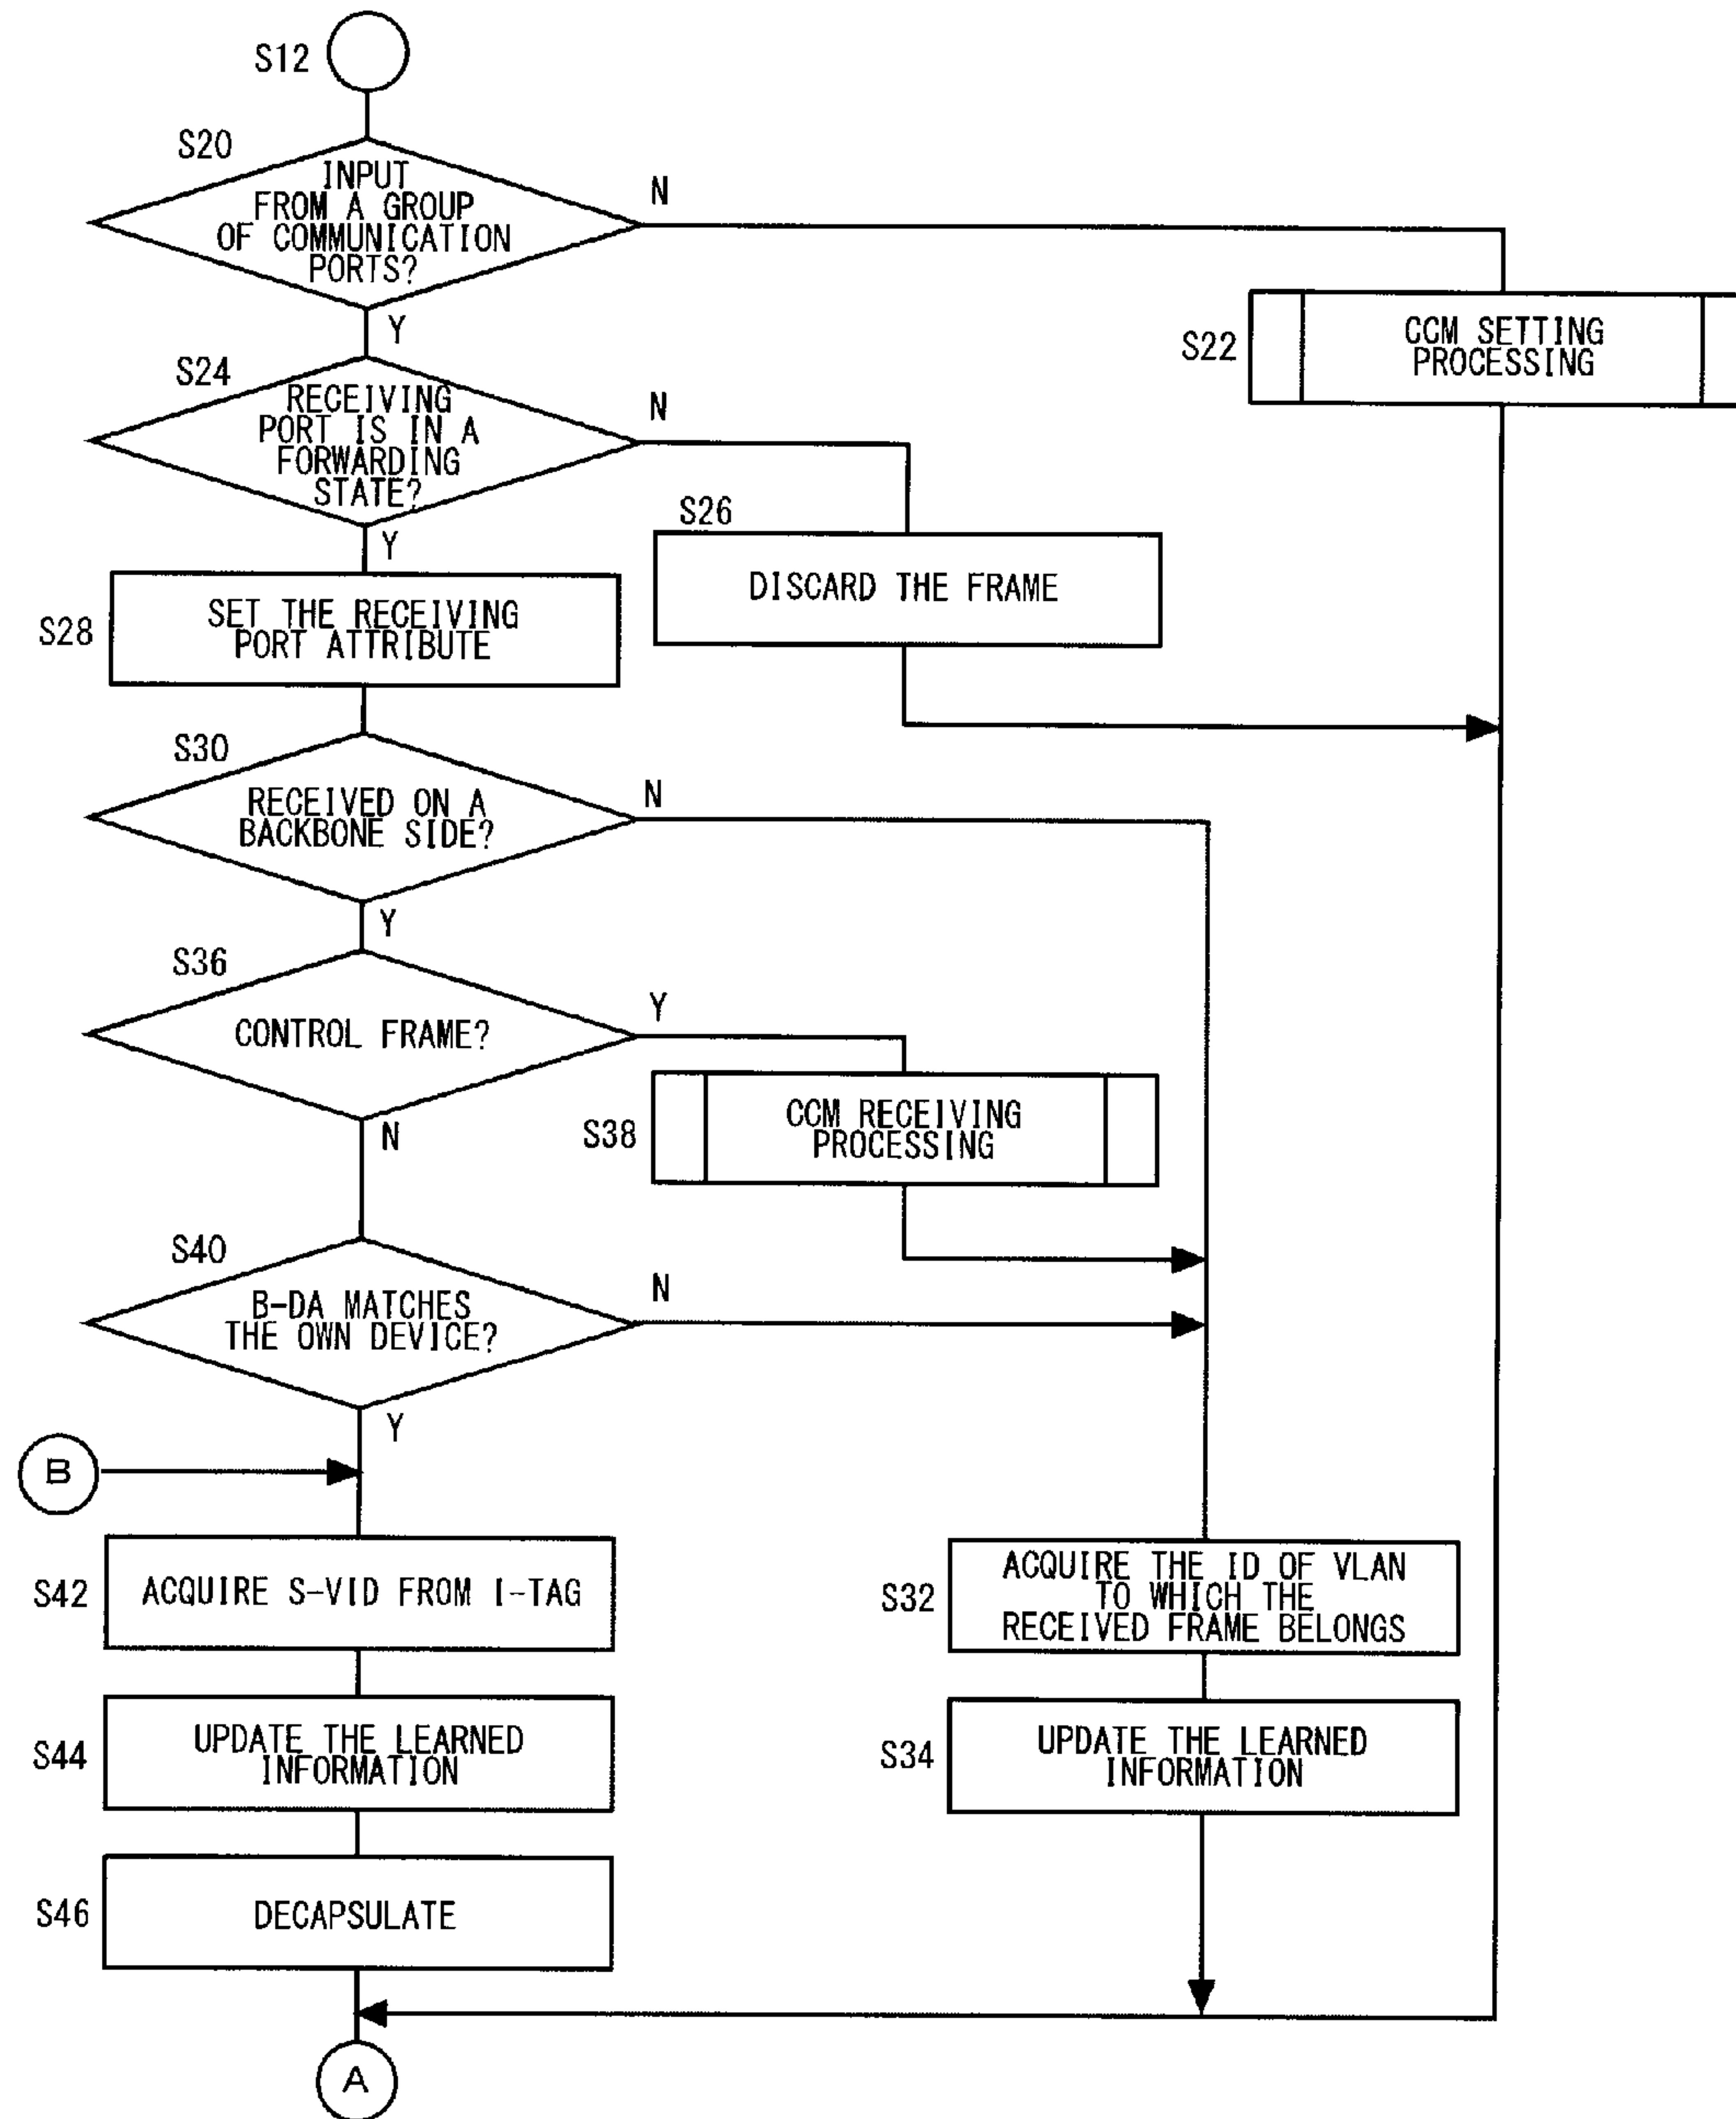 S12
S20
INPUT
FROM A GROUP
OF COMMUNICATION
PORTS?
N
Y
S22
CCM SETTING
PROCESSING
S24
RECEIVING
PORT IS IN A
FORWARDING
STATE?
N
Y
S26
DISCARD THE FRAME
S28
SET THE RECEIVING
PORT ATTRIBUTE
S30
RECEIVED ON A
BACKBONE SIDE?
N
Y
S36
CONTROL FRAME?
Y
N
S38
CCM RECEIVING
PROCESSING
S40
B-DA MATCHES
THE OWN DEVICE?
N
Y
B
S42
ACQUIRE S-VID FROM I-TAG
S32
ACQUIRE THE ID OF VLAN
TO WHICH THE
RECEIVED FRAME BELONGS
S44
UPDATE THE LEARNED
INFORMATION
S34
UPDATE THE LEARNED
INFORMATION
S46
DECAPSULATE
A